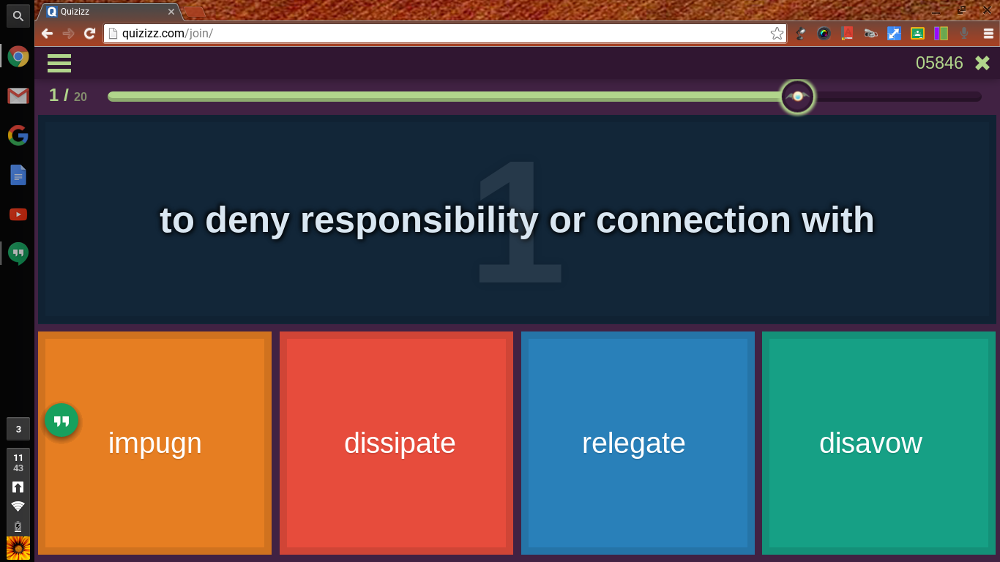 Quizizz
quizizz.com/join/
05846
1 / 20
1
to deny responsibility or connection with
impugn
dissipate
relegate
disavow
3
11
43